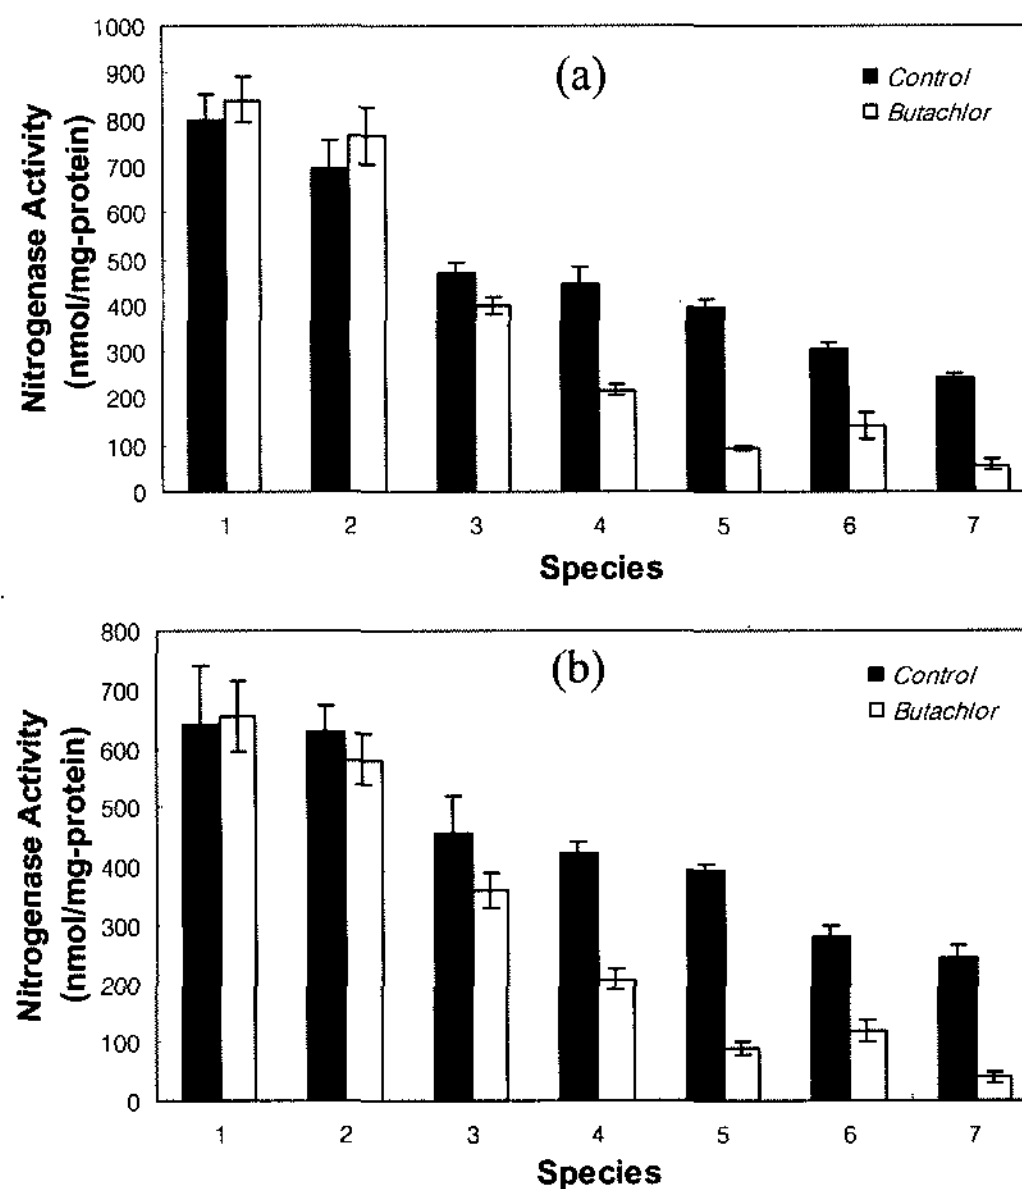 1000
900
800
700
600
500
400
300
200
100
0
Nitrogenase Activity
(nmol/mg-protein)
(a)
Control
Butachlor
1 2 3 4 5 6 7
Species
800
700
600
500
400
300
200
100
0
Nitrogenase Activity
(nmol/mg-protein)
(b)
Control
Butachlor
1 2 3 4 5 6 7
Species